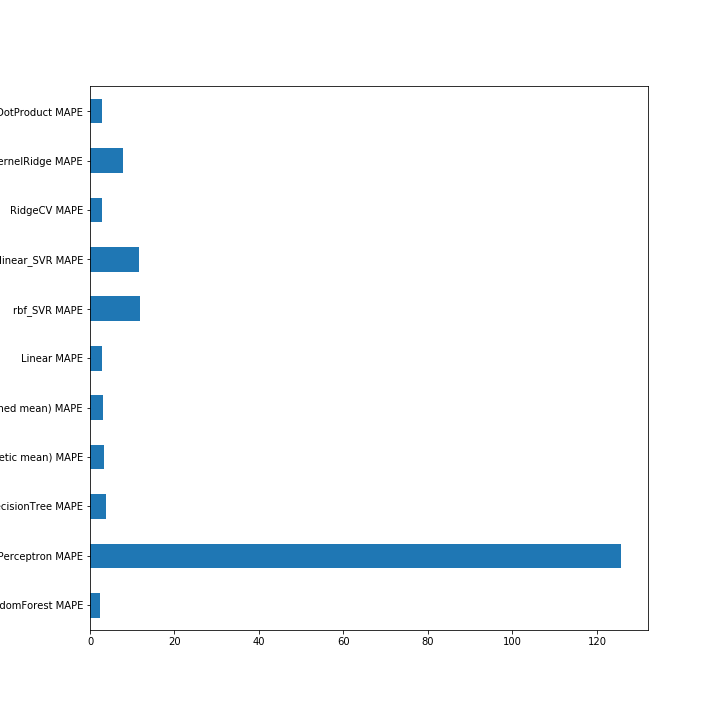 DotProduct MAPE
ernelRidge MAPE
RidgeCV MAPE
linear_SVR MAPE
rbf_SVR MAPE
Linear MAPE
ned mean) MAPE
etic mean) MAPE
ecisionTree MAPE
Perceptron MAPE
domForest MAPE
0 20 40 60 80 100 120